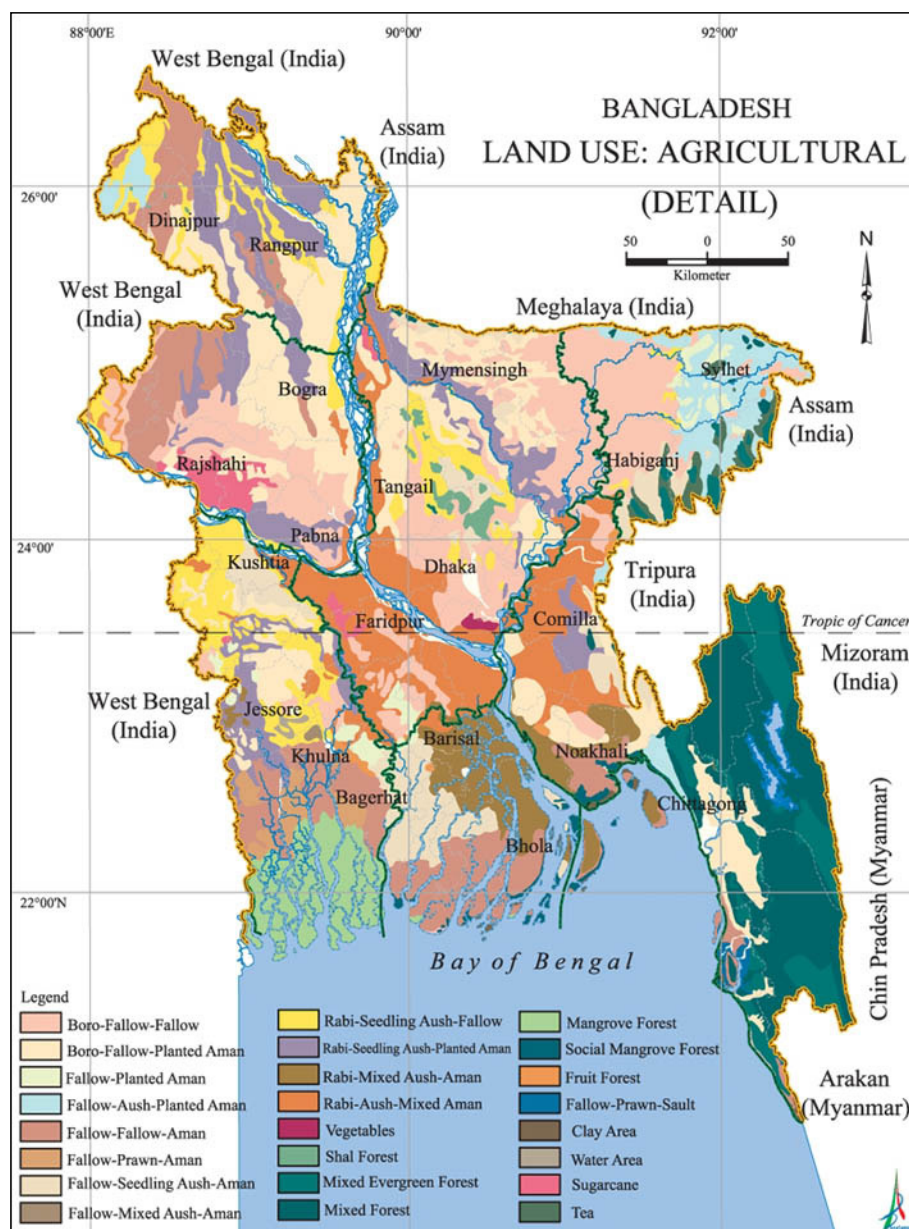 88°00'E
90°00'
92°00'
West Bengal (India)
Assam
(India)
BANGLADESH
LAND USE: AGRICULTURAL
(DETAIL)
26°00'
50 0 50
Kilometer
N
Dinajpur
Rangpur
West Bengal
(India)
Meghalaya (India)
Bogra
Mymensingh
Sylhet
Assam
(India)
Rajshahi
Habiganj
Tangail
Pabna
24°00'
Kushtia
Dhaka
Tripura
(India)
Faridpur
Comilla
Tropic of Cancer
Mizoram
(India)
West Bengal
(India)
Jessore
Barisal
Noakhali
Khulna
Bagerhat
Chittagong
Bhola
Chin Pradesh (Myanmar)
22°00'N
Bay of Bengal
Arakan
(Myanmar)
Legend
Boro-Fallow-Fallow
Boro-Fallow-Planted Aman
Fallow-Planted Aman
Fallow-Aush-Planted Aman
Fallow-Fallow-Aman
Fallow-Prawn-Aman
Fallow-Seedling Aush-Aman
Fallow-Mixed Aush-Aman
Rabi-Seedling Aush-Fallow
Rabi-Seedling Aush-Planted Aman
Rabi-Mixed Aush-Aman
Rabi-Aush-Mixed Aman
Vegetables
Shal Forest
Mixed Evergreen Forest
Mixed Forest
Mangrove Forest
Social Mangrove Forest
Fruit Forest
Fallow-Prawn-Sault
Clay Area
Water Area
Sugarcane
Tea